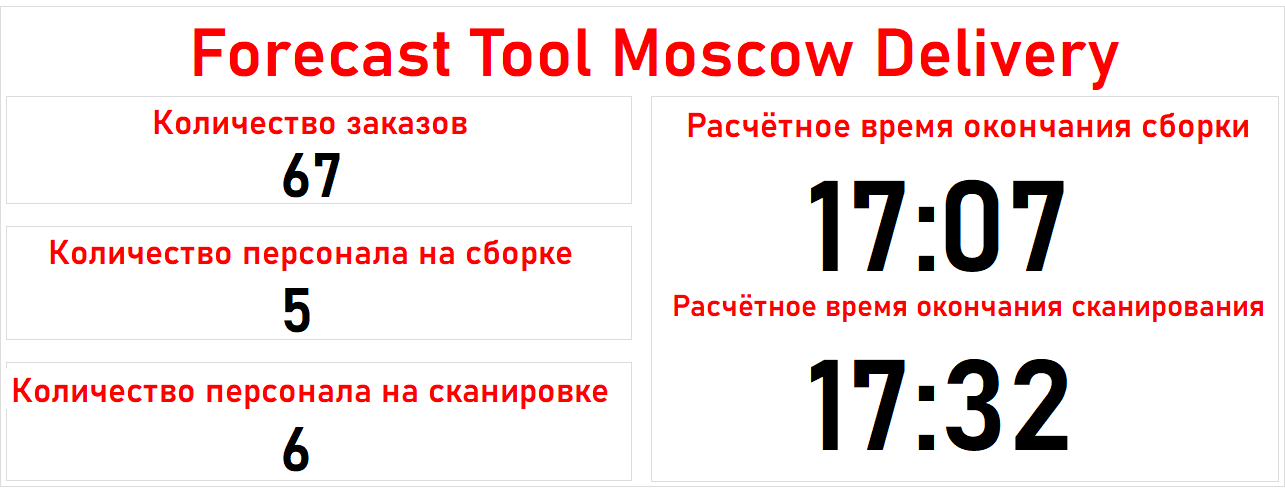 Forecast Tool Moscow Delivery
Количество заказов
67
Количество персонала на сборке
5
Количество персонала на сканировке
6
Расчётное время окончания сборки
17:07
Расчётное время окончания сканирования
17:32